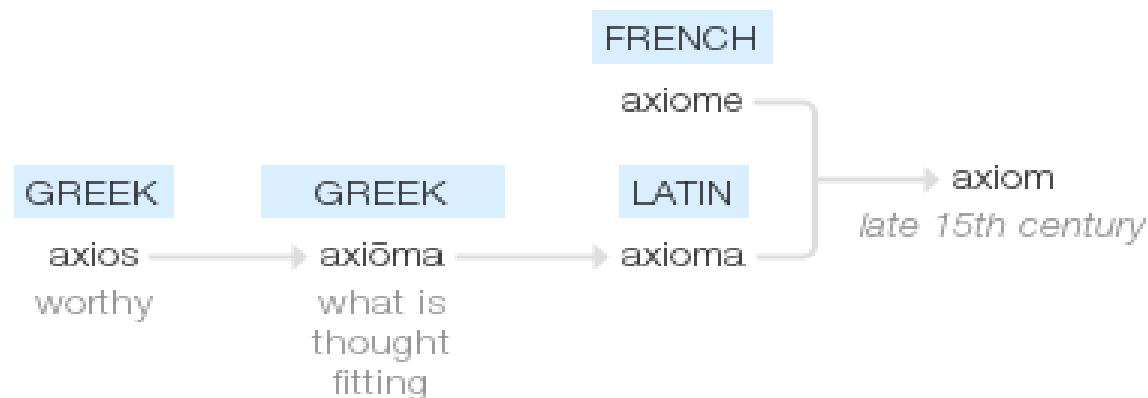 FRENCH
axiome
GREEK GREEK LATIN axiom
late 15th century
axios axiōma axioma
worthy what is
thought
fitting